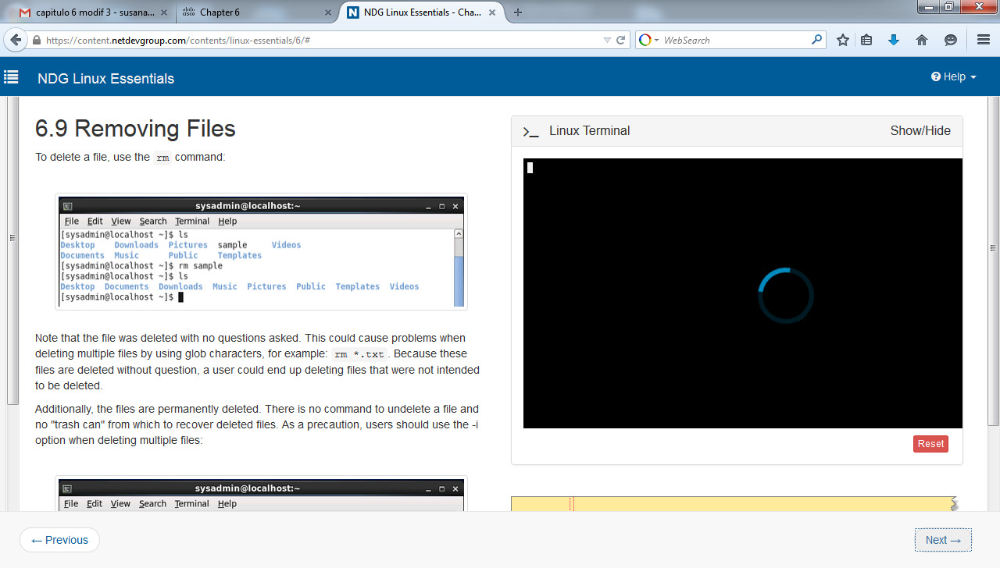 capitulo 6 modif 3 - susana...
Chapter 6
NDG Linux Essentials - Cha...
https://content.netdevgroup.com/contents/linux-essentials/6/#
WebSearch
NDG Linux Essentials
Help
6.9 Removing Files
To delete a file, use the rm command:
sysadmin@localhost:~
File Edit View Search Terminal Help
[sysadmin@localhost ~]$ ls
Desktop Downloads Pictures sample Videos
Documents Music Public Templates
[sysadmin@localhost ~]$ rm sample
[sysadmin@localhost ~]$ ls
Desktop Documents Downloads Music Pictures Public Templates Videos
[sysadmin@localhost ~]$
Note that the file was deleted with no questions asked. This could cause problems when
deleting multiple files by using glob characters, for example: rm *.txt. Because these
files are deleted without question, a user could end up deleting files that were not intended
to be deleted.
Additionally, the files are permanently deleted. There is no command to undelete a file and
no "trash can" from which to recover deleted files. As a precaution, users should use the -i
option when deleting multiple files:
sysadmin@localhost:~
File Edit View Search Terminal Help
>_ Linux Terminal
Show/Hide
Reset
← Previous
Next →